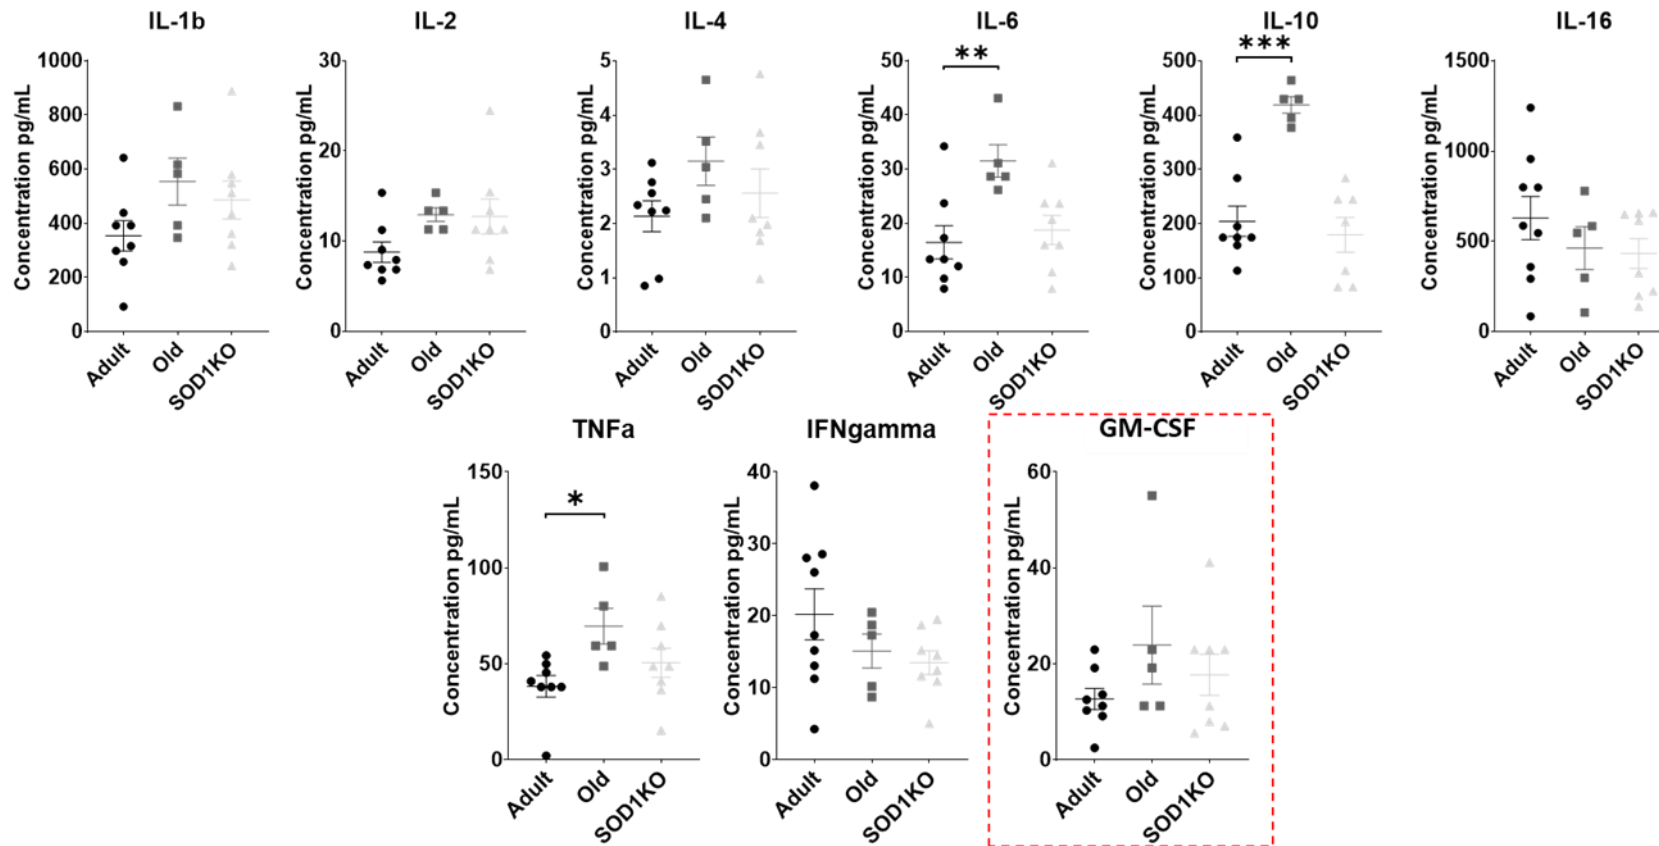 IL-1b
Concentration pg/mL
1000
800
600
400
200
0
Adult
Old
SOD1KO
IL-2
Concentration pg/mL
30
20
10
0
Adult
Old
SOD1KO
IL-4
Concentration pg/mL
5
4
3
2
1
0
Adult
Old
SOD1KO
IL-6
**
Concentration pg/mL
50
40
30
20
10
0
Adult
Old
SOD1KO
IL-10
***
Concentration pg/mL
500
400
300
200
100
0
Adult
Old
SOD1KO
IL-16
Concentration pg/mL
1500
1000
500
0
Adult
Old
SOD1KO
TNFa
*
Concentration pg/mL
150
100
50
0
Adult
Old
SOD1KO
IFNgamma
Concentration pg/mL
40
30
20
10
0
Adult
Old
SOD1KO
GM-CSF
Concentration pg/mL
60
40
20
0
Adult
Old
SOD1KO